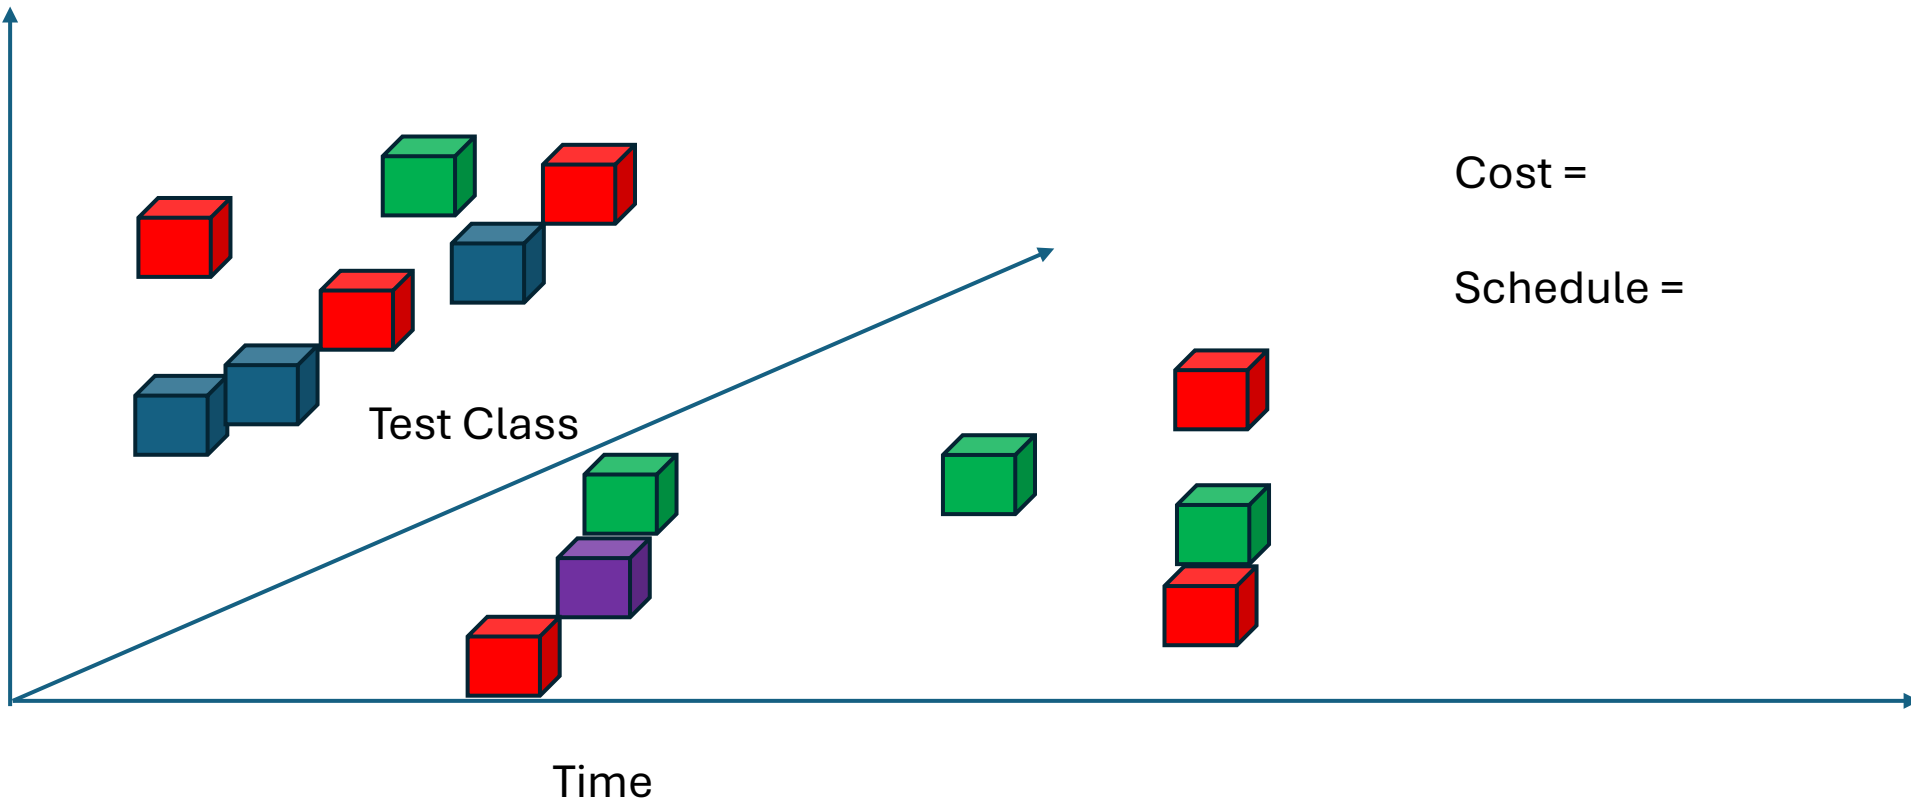 Cost =
Schedule =
Test Class
Time